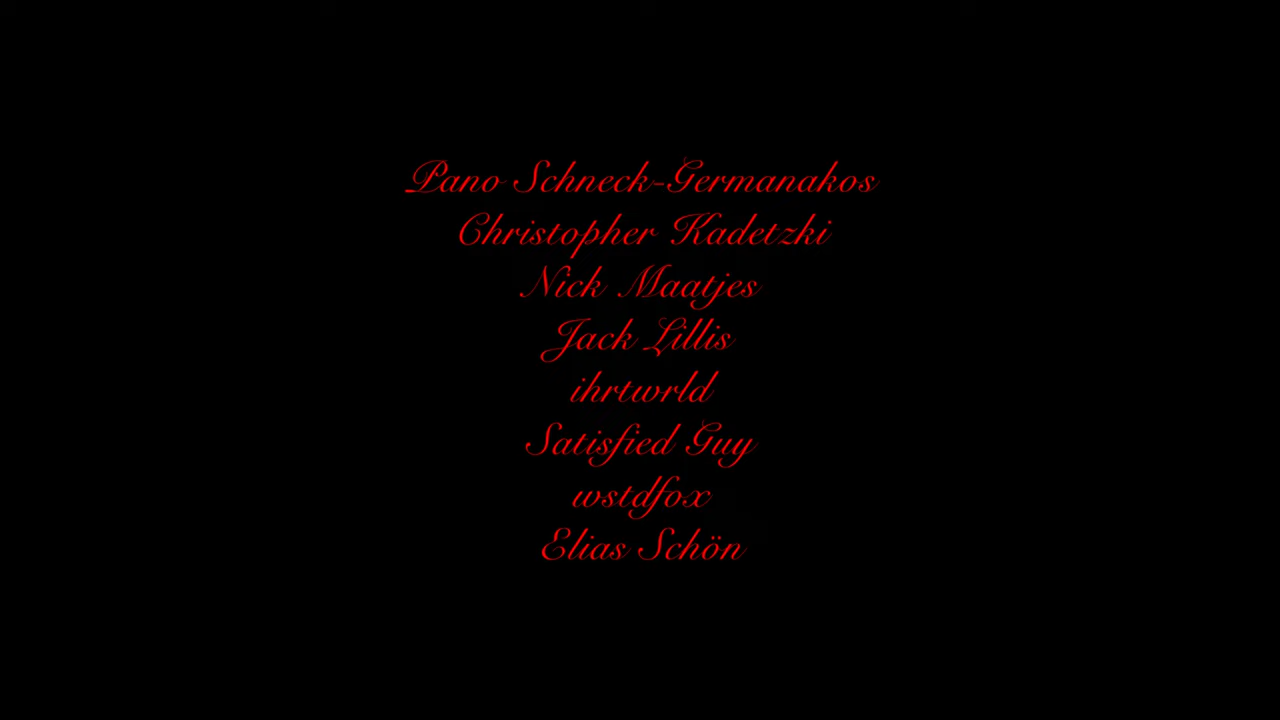 Pano Schneck-Germanakos
Christopher Kadetzki
Nick Maatjes
Jack Lillis
ihrtwrld
Satisfied Guy
wstdfox
Elias Schön